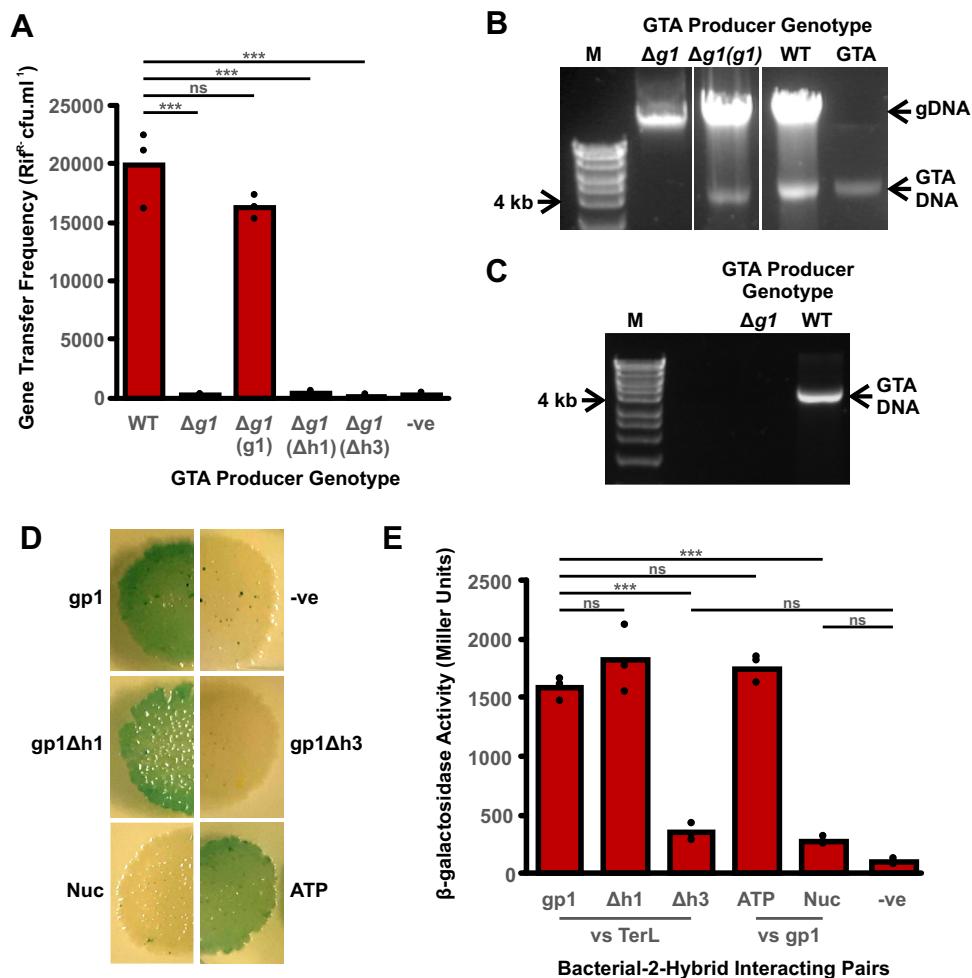 A
Gene Transfer Frequency (Rifᴿ⁻ cfu.ml⁻¹)
***
***
ns
***
25000
20000
15000
10000
5000
0
WT
Δg1
Δg1 (g1)
Δg1 (Δh1)
Δg1 (Δh3)
-ve
GTA Producer Genotype
B
GTA Producer Genotype
M Δg1 Δg1(g1) WT GTA
gDNA
GTA
DNA
4 kb
C
GTA Producer
Genotype
M Δg1 WT
4 kb
GTA
DNA
D
gp1
-ve
gp1Δh1
gp1Δh3
Nuc
ATP
E
β-galactosidase Activity (Miller Units)
***
ns
***
ns
ns
ns
2500
2000
1500
1000
500
0
gp1 Δh1 Δh3 ATP Nuc -ve
vs TerL vs gp1
Bacterial-2-Hybrid Interacting Pairs